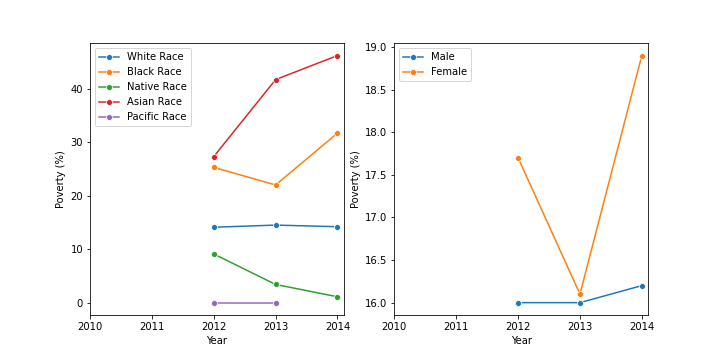 White Race
Black Race
Native Race
Asian Race
Pacific Race
Poverty (%)
40
30
20
10
0
2010 2011 2012 2013 2014
Year
Male
Female
Poverty (%)
19.0
18.5
18.0
17.5
17.0
16.5
16.0
2010 2011 2012 2013 2014
Year